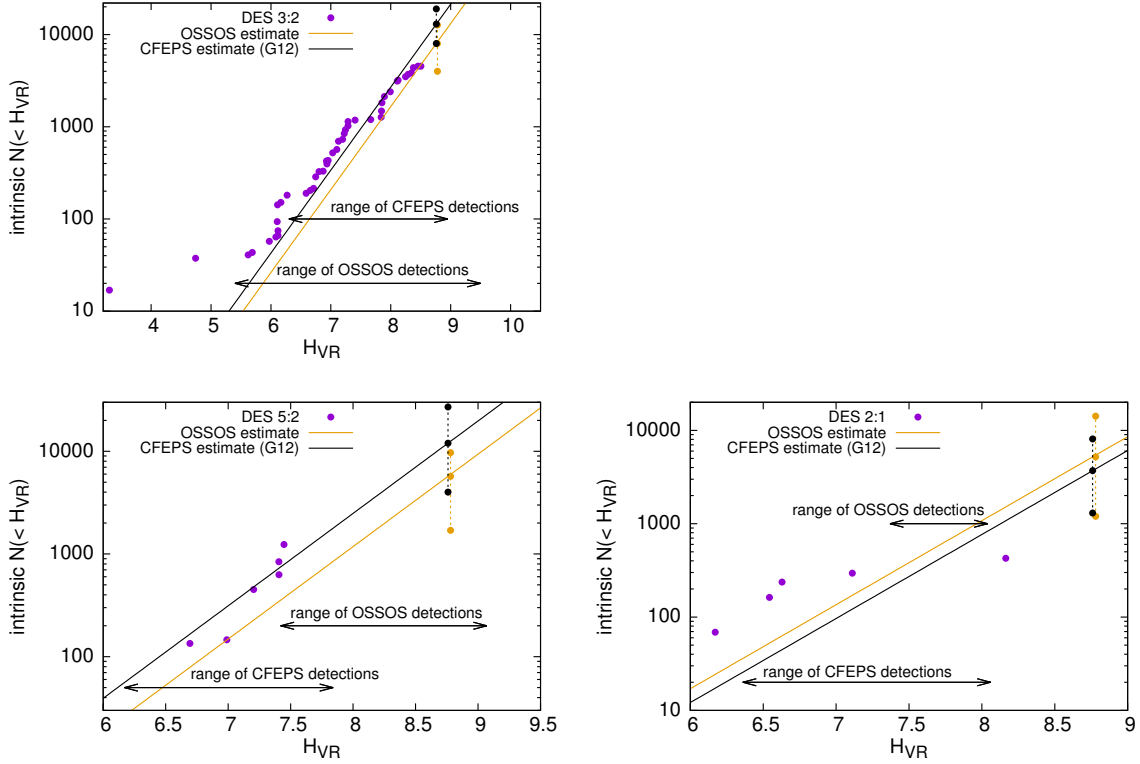 DES 3:2
OSSOS estimate
CFEPS estimate (G12)
10000
1000
100
10
intrinsic N(< H_VR)
range of CFEPS detections
range of OSSOS detections
4 5 6 7 8 9 10
H_VR
DES 5:2
OSSOS estimate
CFEPS estimate (G12)
10000
1000
100
intrinsic N(< H_VR)
range of OSSOS detections
range of CFEPS detections
6 6.5 7 7.5 8 8.5 9 9.5
H_VR
DES 2:1
OSSOS estimate
CFEPS estimate (G12)
10000
1000
100
10
intrinsic N(< H_VR)
range of OSSOS detections
range of CFEPS detections
6 6.5 7 7.5 8 8.5 9
H_VR